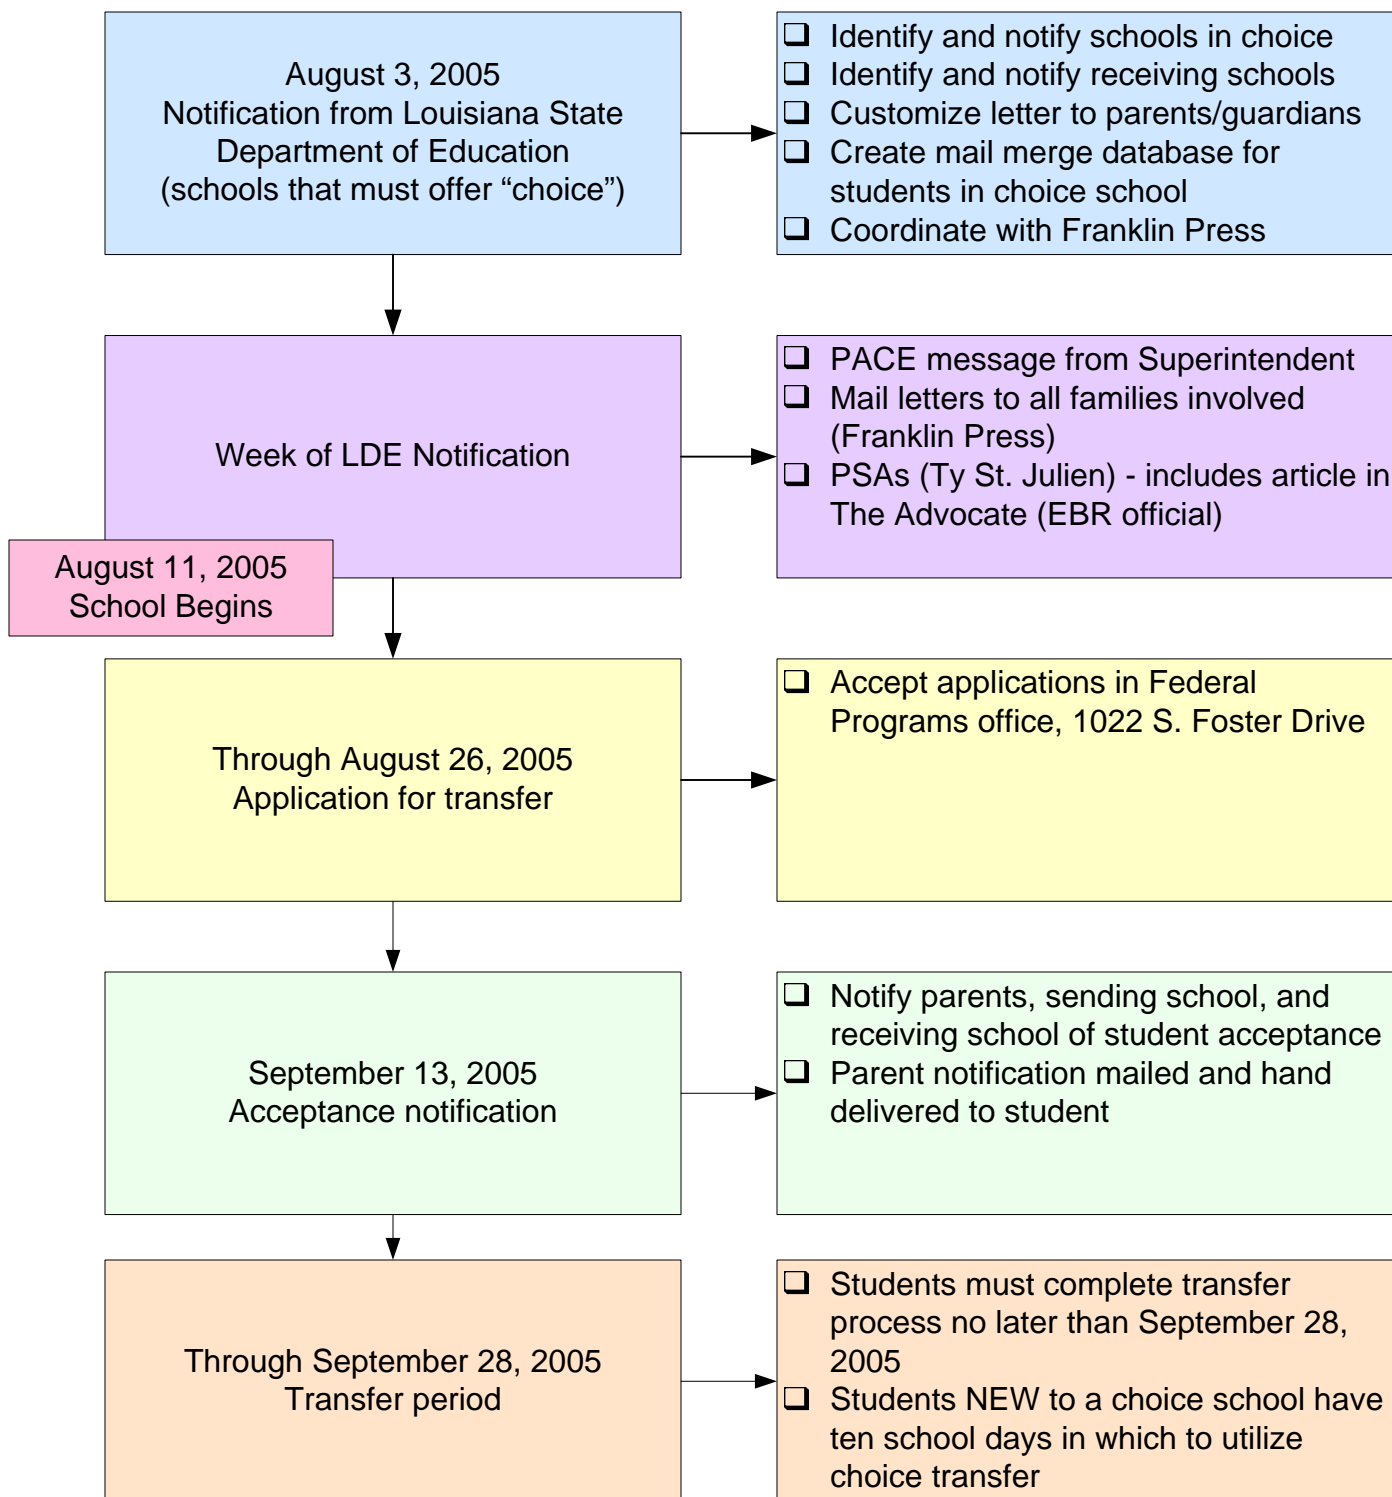 August 3, 2005
Notification from Louisiana State
Department of Education
(schools that must offer “choice”)
❑ Identify and notify schools in choice
❑ Identify and notify receiving schools
❑ Customize letter to parents/guardians
❑ Create mail merge database for
students in choice school
❑ Coordinate with Franklin Press
Week of LDE Notification
❑ PACE message from Superintendent
❑ Mail letters to all families involved
(Franklin Press)
❑ PSAs (Ty St. Julien) - includes article in
The Advocate (EBR official)
August 11, 2005
School Begins
Through August 26, 2005
Application for transfer
❑ Accept applications in Federal
Programs office, 1022 S. Foster Drive
September 13, 2005
Acceptance notification
❑ Notify parents, sending school, and
receiving school of student acceptance
❑ Parent notification mailed and hand
delivered to student
Through September 28, 2005
Transfer period
❑ Students must complete transfer
process no later than September 28,
2005
❑ Students NEW to a choice school have
ten school days in which to utilize
choice transfer